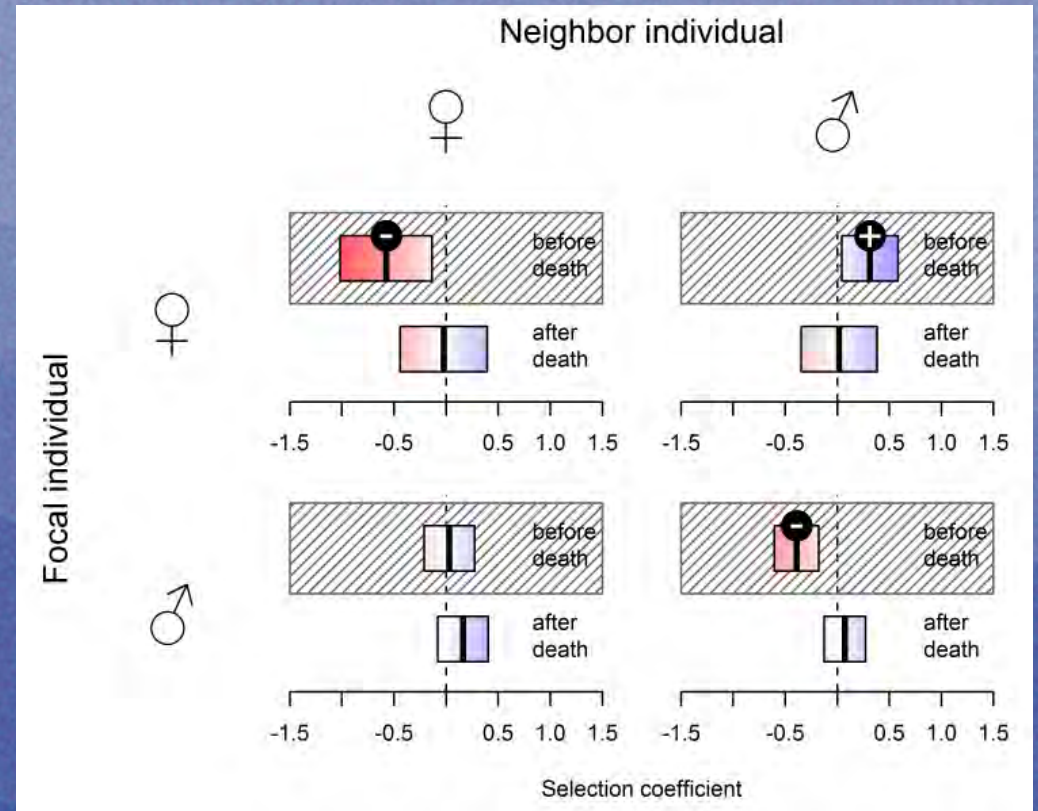 Neighbor individual
♀ ♂
Focal individual
♀
- before
death
+ before
death
after
death
after
death
-1.5 -0.5 0.5 1.0 1.5
-1.5 -0.5 0.5 1.0 1.5
♂
before
death
- before
death
after
death
after
death
-1.5 -0.5 0.5 1.0 1.5
-1.5 -0.5 0.5 1.0 1.5
Selection coefficient